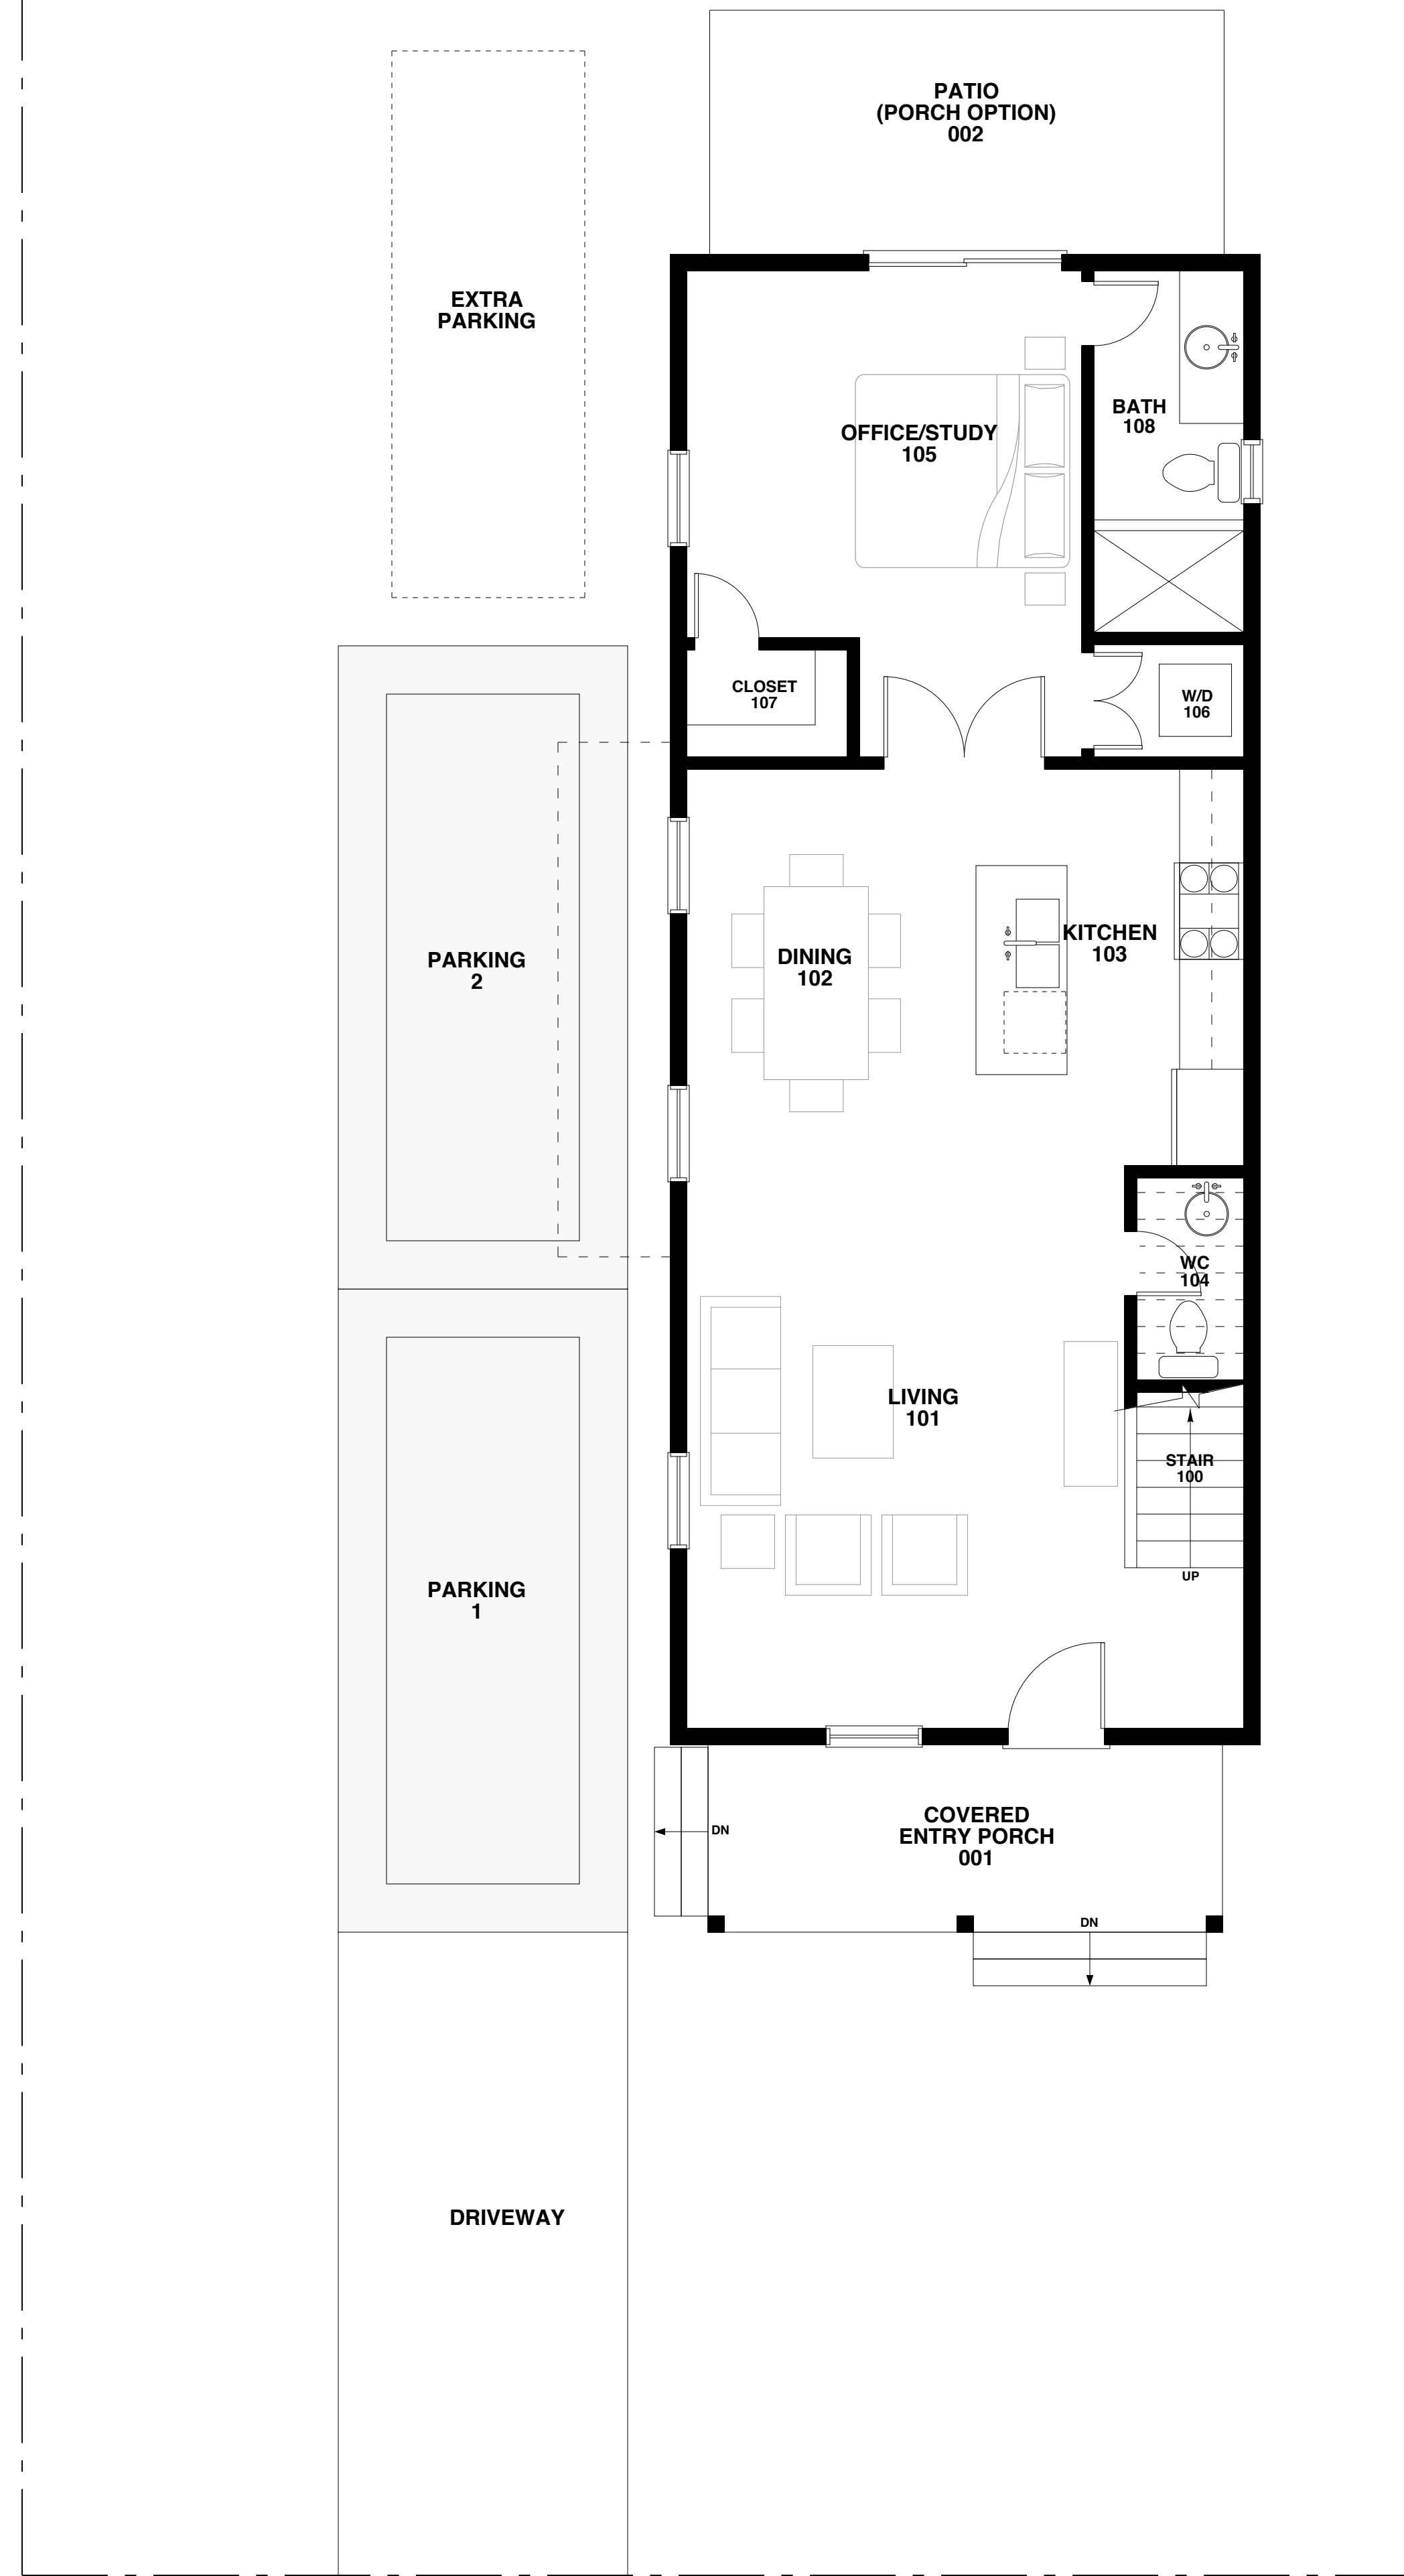 PATIO
(PORCH OPTION)
002
EXTRA
PARKING
BATH
108
OFFICE/STUDY
105
CLOSET
107
W/D
106
KITCHEN
103
DINING
102
PARKING
2
WC
104
LIVING
101
STAIR
100
UP
PARKING
1
COVERED
ENTRY PORCH
001
DN
DN
DRIVEWAY